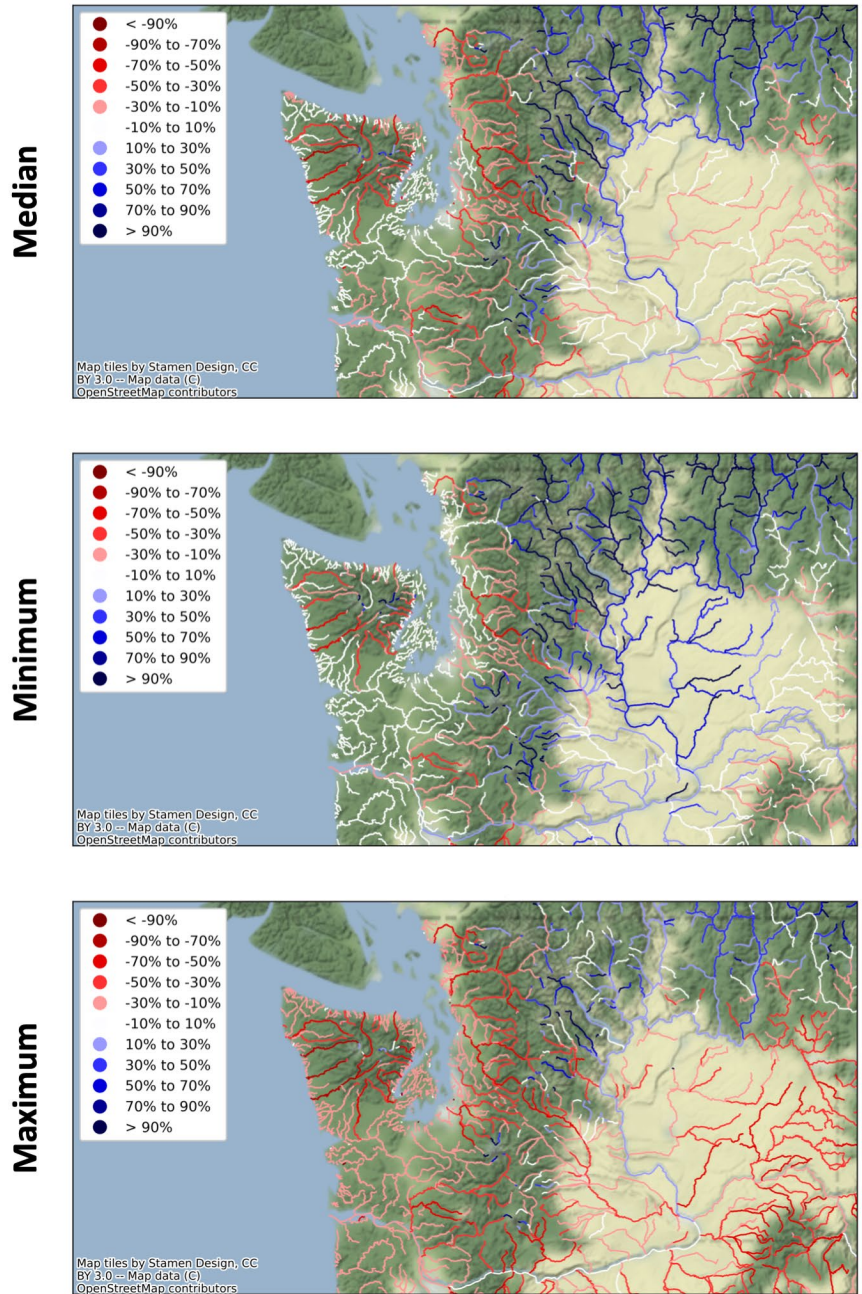 Median
< -90%
-90% to -70%
-70% to -50%
-50% to -30%
-30% to -10%
-10% to 10%
10% to 30%
30% to 50%
50% to 70%
70% to 90%
> 90%
Map tiles by Stamen Design, CC
BY 3.0 -- Map data (C)
OpenStreetMap contributors
Minimum
< -90%
-90% to -70%
-70% to -50%
-50% to -30%
-30% to -10%
-10% to 10%
10% to 30%
30% to 50%
50% to 70%
70% to 90%
> 90%
Map tiles by Stamen Design, CC
BY 3.0 -- Map data (C)
OpenStreetMap contributors
Maximum
< -90%
-90% to -70%
-70% to -50%
-50% to -30%
-30% to -10%
-10% to 10%
10% to 30%
30% to 50%
50% to 70%
70% to 90%
> 90%
Map tiles by Stamen Design, CC
BY 3.0 -- Map data (C)
OpenStreetMap contributors